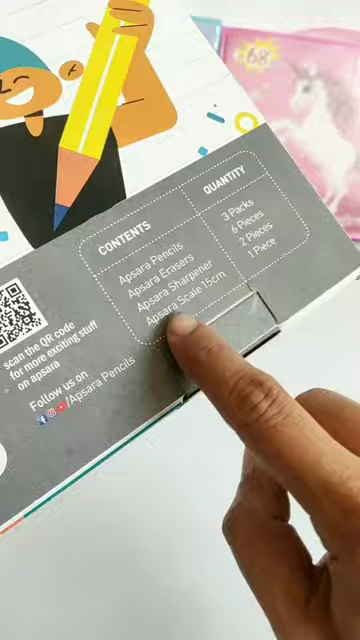 68
CONTENTS QUANTITY
Apsara Pencils 3 Packs
Apsara Erasers 6 Pieces
Apsara Sharpener 2 Pieces
Apsara Scale 15cm 1 Piece
scan the QR code
for more exciting stuff
on apsara
Follow us on
/Apsara Pencils